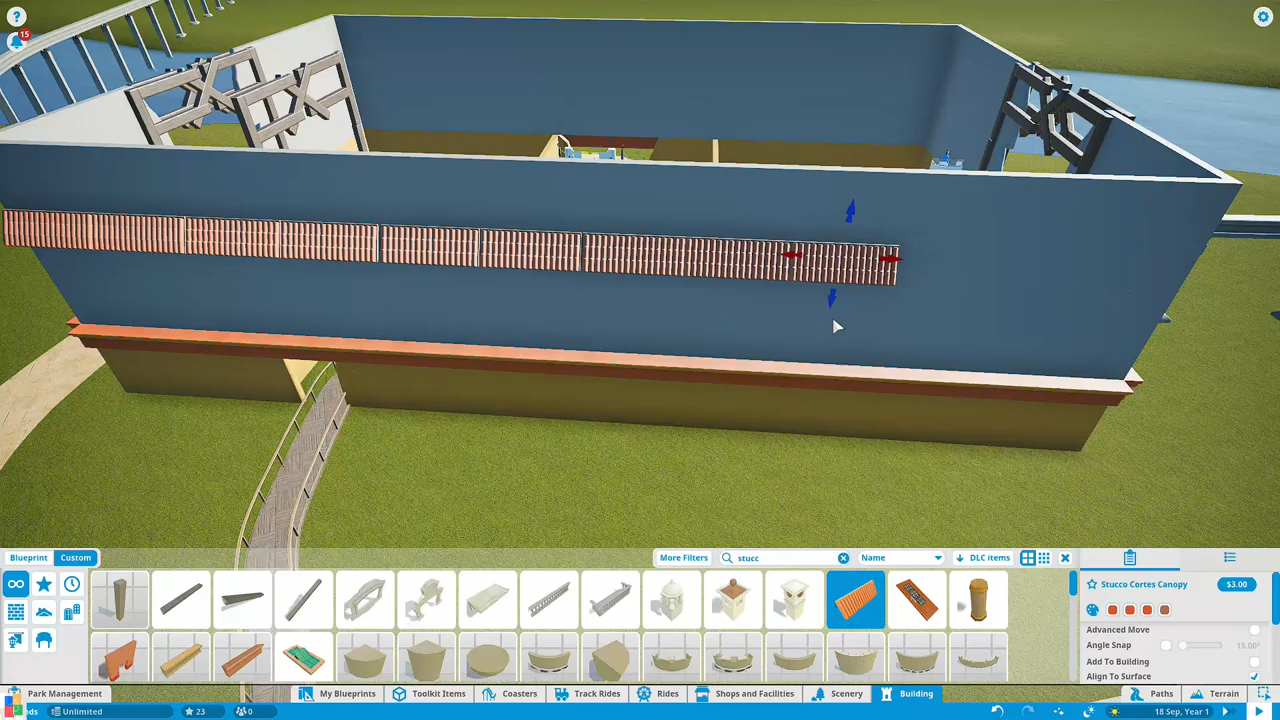 ?
15
Blueprint
Custom
More Filters
stucc
Name
DLC items
Stucco Cortes Canopy
$3.00
Advanced Move
Angle Snap
15.00°
Add To Building
Align To Surface
Park Management
My Blueprints
Toolkit Items
Coasters
Track Rides
Rides
Shops and Facilities
Scenery
Building
Paths
Terrain
nds
Unlimited
23
0
18 Sep, Year 1